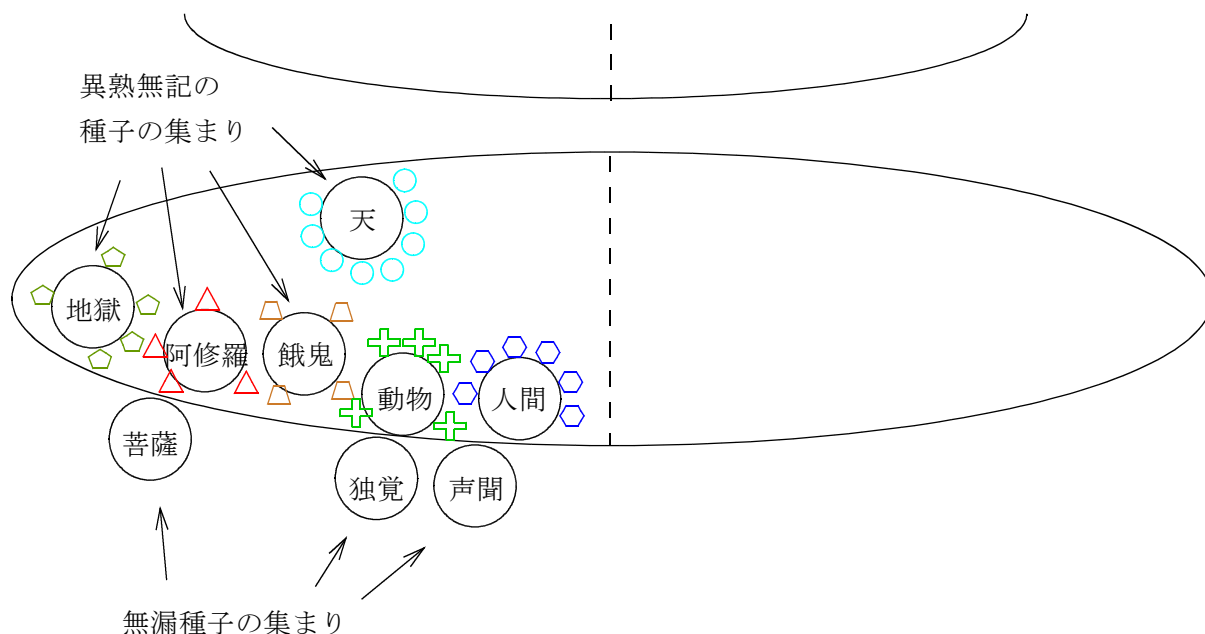 異熟無記の
種子の集まり
天
地獄
阿修羅
餓鬼
動物
人間
菩薩
独覚
声聞
無漏種子の集まり